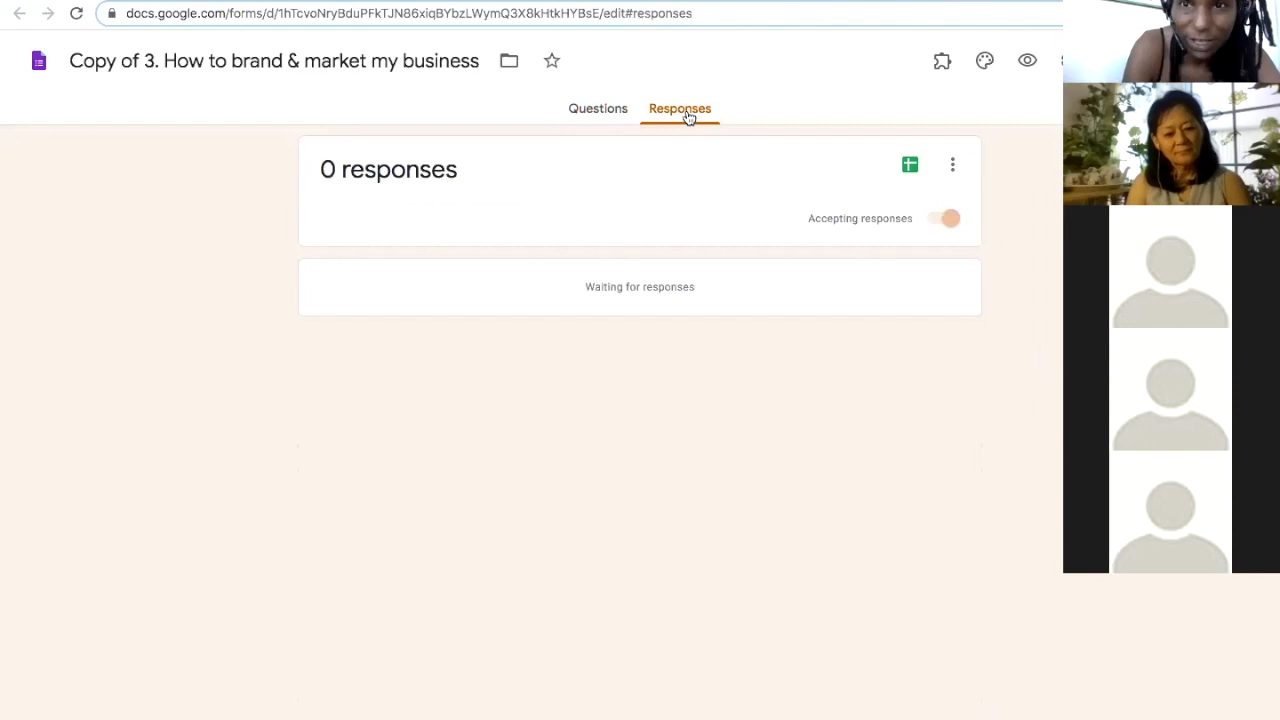 docs.google.com/forms/d/1hTcvoNryBduPFkTJN86xiqBYbzLWymQ3X8kHtkHYBsE/edit#responses
Copy of 3. How to brand & market my business
Questions
Responses
0 responses
Accepting responses
Waiting for responses